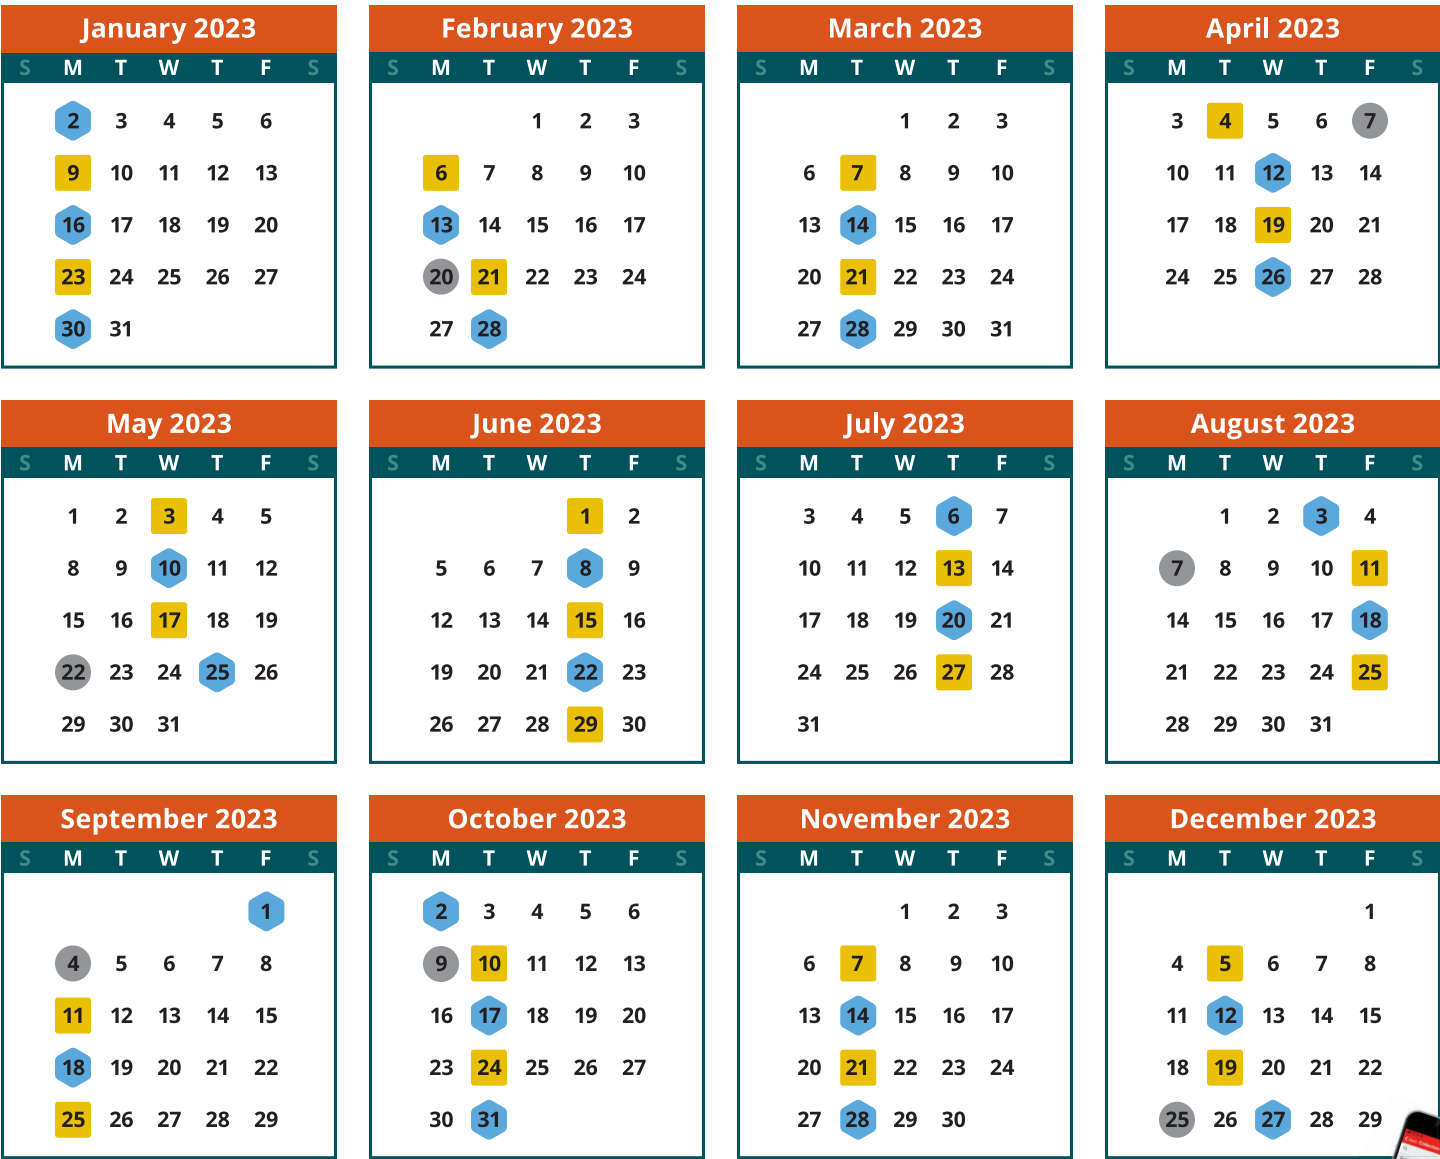 January 2023
S M T W T F S
2 3 4 5 6
9 10 11 12 13
16 17 18 19 20
23 24 25 26 27
30 31
February 2023
S M T W T F S
1 2 3
6 7 8 9 10
13 14 15 16 17
20 21 22 23 24
27 28
March 2023
S M T W T F S
1 2 3
6 7 8 9 10
13 14 15 16 17
20 21 22 23 24
27 28 29 30 31
April 2023
S M T W T F S
3 4 5 6 7
10 11 12 13 14
17 18 19 20 21
24 25 26 27 28
May 2023
S M T W T F S
1 2 3 4 5
8 9 10 11 12
15 16 17 18 19
22 23 24 25 26
29 30 31
June 2023
S M T W T F S
1 2
5 6 7 8 9
12 13 14 15 16
19 20 21 22 23
26 27 28 29 30
July 2023
S M T W T F S
3 4 5 6 7
10 11 12 13 14
17 18 19 20 21
24 25 26 27 28
31
August 2023
S M T W T F S
1 2 3 4
7 8 9 10 11
14 15 16 17 18
21 22 23 24 25
28 29 30 31
September 2023
S M T W T F S
1
4 5 6 7 8
11 12 13 14 15
18 19 20 21 22
25 26 27 28 29
October 2023
S M T W T F S
2 3 4 5 6
9 10 11 12 13
16 17 18 19 20
23 24 25 26 27
30 31
November 2023
S M T W T F S
1 2 3
6 7 8 9 10
13 14 15 16 17
20 21 22 23 24
27 28 29 30
December 2023
S M T W T F S
1
4 5 6 7 8
11 12 13 14 15
18 19 20 21 22
25 26 27 28 29